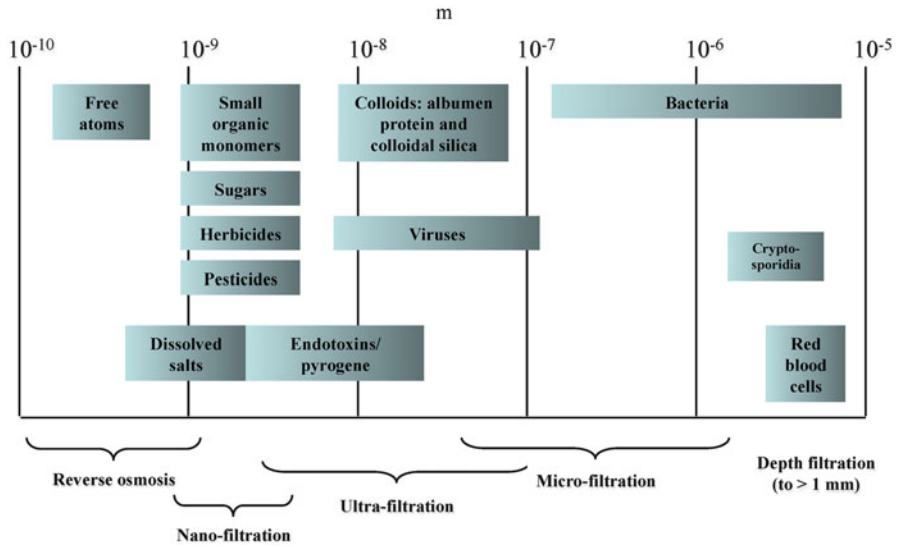 m
10⁻¹⁰ 10⁻⁹ 10⁻⁸ 10⁻⁷ 10⁻⁶ 10⁻⁵
Free
atoms
Small
organic
monomers
Colloids: albumen
protein and
colloidal silica
Bacteria
Sugars
Herbicides
Viruses
Crypto-
sporidia
Pesticides
Dissolved
salts
Endotoxins/
pyrogene
Red
blood
cells
Reverse osmosis
Nano-filtration
Ultra-filtration
Micro-filtration
Depth filtration
(to > 1 mm)